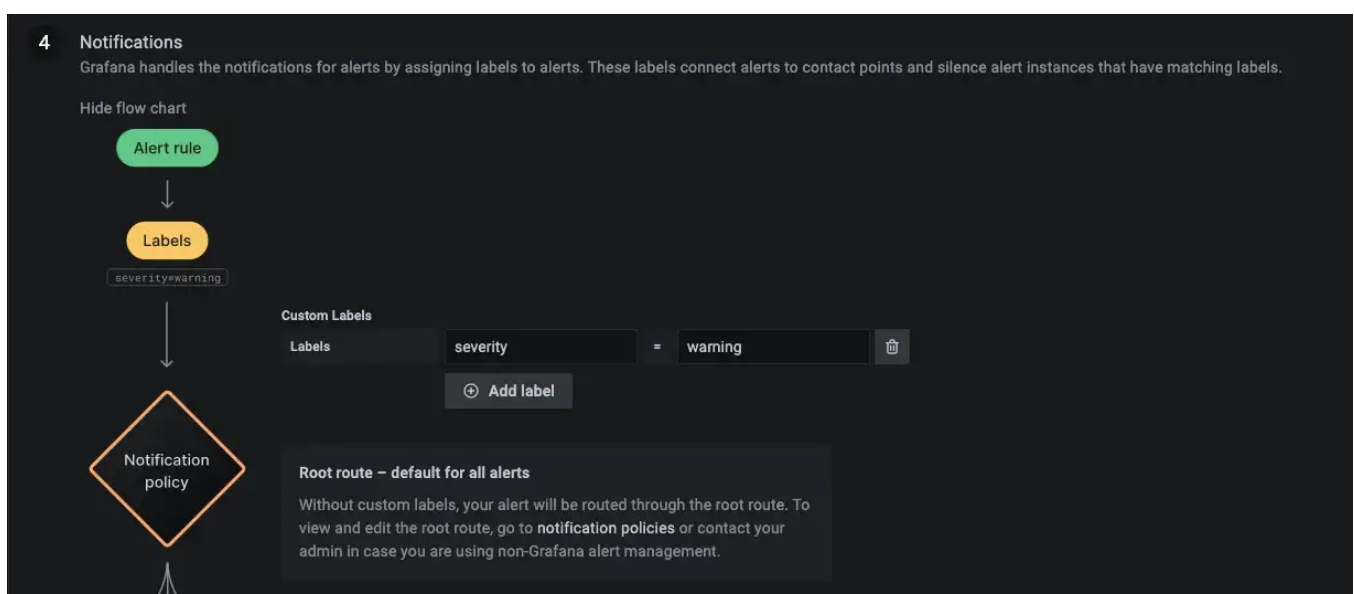 4 Notifications
Grafana handles the notifications for alerts by assigning labels to alerts. These labels connect alerts to contact points and silence alert instances that have matching labels.
Hide flow chart
Alert rule
Labels
severity=warning
Custom Labels
Labels severity = warning
Add label
Notification
policy
Root route – default for all alerts
Without custom labels, your alert will be routed through the root route. To
view and edit the root route, go to notification policies or contact your
admin in case you are using non-Grafana alert management.